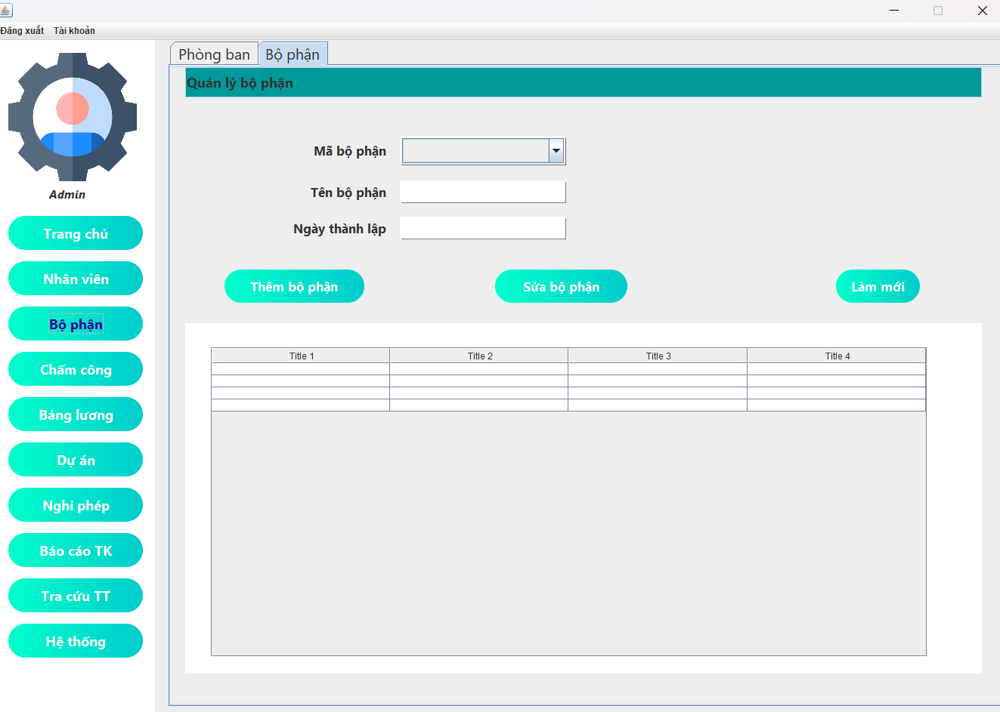 Đăng xuất Tài khoản
Admin
Trang chủ
Nhân viên
Bộ phận
Chấm công
Bảng lương
Dự án
Nghỉ phép
Báo cáo TK
Tra cứu TT
Hệ thống
Phòng ban Bộ phận
Quản lý bộ phận
Mã bộ phận
Tên bộ phận
Ngày thành lập
Thêm bộ phận Sửa bộ phận Làm mới
Title 1 Title 2 Title 3 Title 4